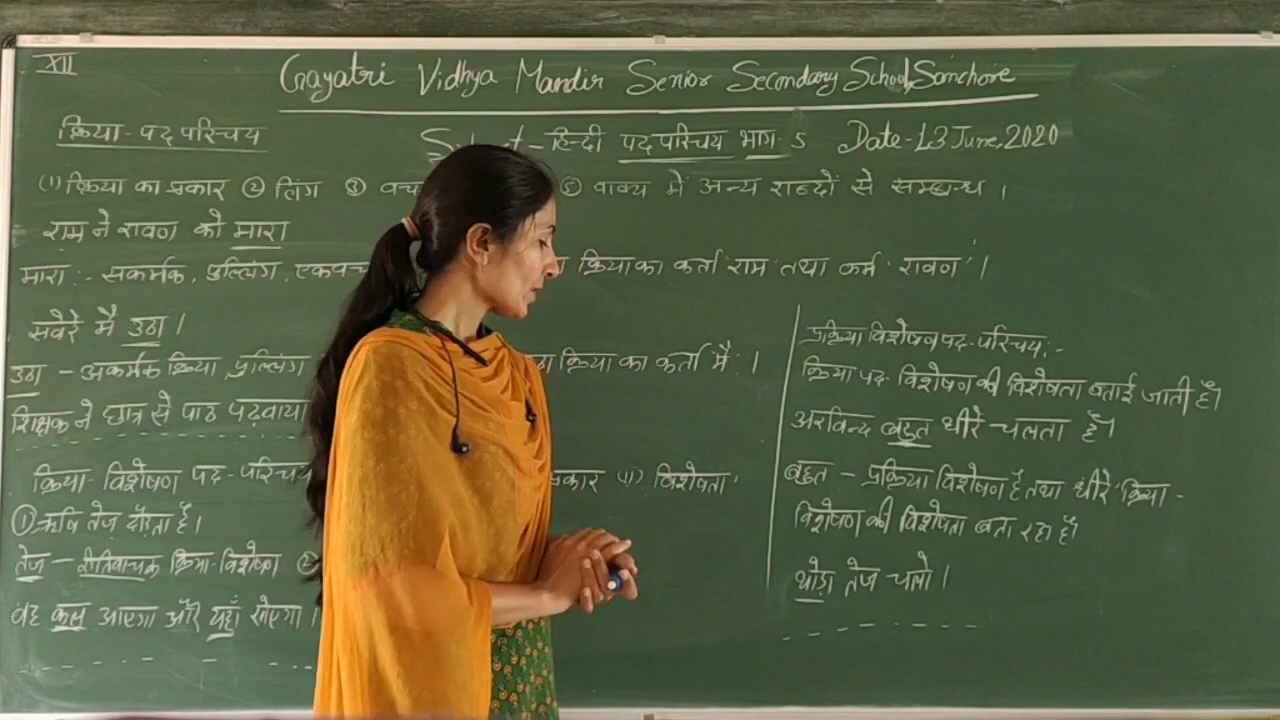 XII
Gayatri Vidhya Mandir Senior Secondary School, Sanchore
क्रिया-पद परिचय
हिन्दी पद परिचय भाग-5 Date-13 June, 2020
(1) क्रिया का प्रकार (2) लिंग (3) (5) वाक्य में अन्य शब्दों से सम्बन्ध ।
राम ने रावण को मारा
मारा :- सकर्मक, पुल्लिंग, क्रिया का कर्ता 'राम' तथा कर्म 'रावण' ।
सवेरे मैं उठा ।
उठा - अकर्मक क्रिया, पुल्लिंग क्रिया का कर्ता मैं ।
शिक्षक ने छात्र से पाठ पढ़वाया
क्रिया-विशेषण पद-परिचय (ii) विशेषता
(1) ऋषि तेज दौड़ता है।
तेज - रीतिवाचक क्रिया-विशेषण (2)
वह कल आएगा और यहाँ सोएगा ।
प्रक्रिया विशेषण पद-परिचय:-
क्रिया पद विशेषण की विशेषता बताई जाती है।
अरविन्द बहुत धीरे चलता है।
बहुत - प्रक्रिया विशेषण है तथा 'धीरे' क्रिया-
विशेषण की विशेषता बता रहा है।
थोड़ा तेज चलो ।